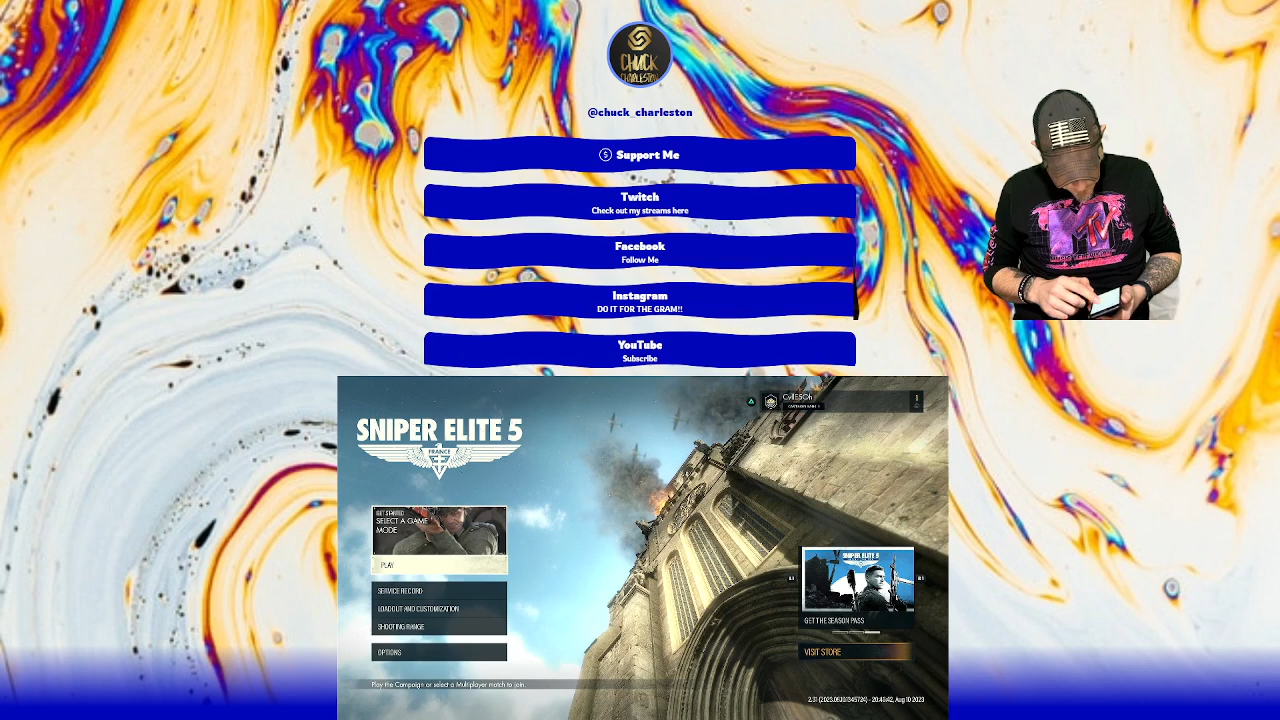 CHUCK
CHARLESTON
@chuck_charleston
Support Me
Twitch
Check out my streams here
Facebook
Follow Me
Instagram
DO IT FOR THE GRAM!!
YouTube
Subscribe
MUSIC TELEVISION
SNIPER ELITE 5
FRANCE
GET STARTED
SELECT A GAME
MODE
PLAY
SERVICE RECORD
LOADOUT AND CUSTOMIZATION
SHOOTING RANGE
OPTIONS
Play the Campaign or select a Multiplayer match to join.
SNIPER ELITE 5
GET THE SEASON PASS
VISIT STORE